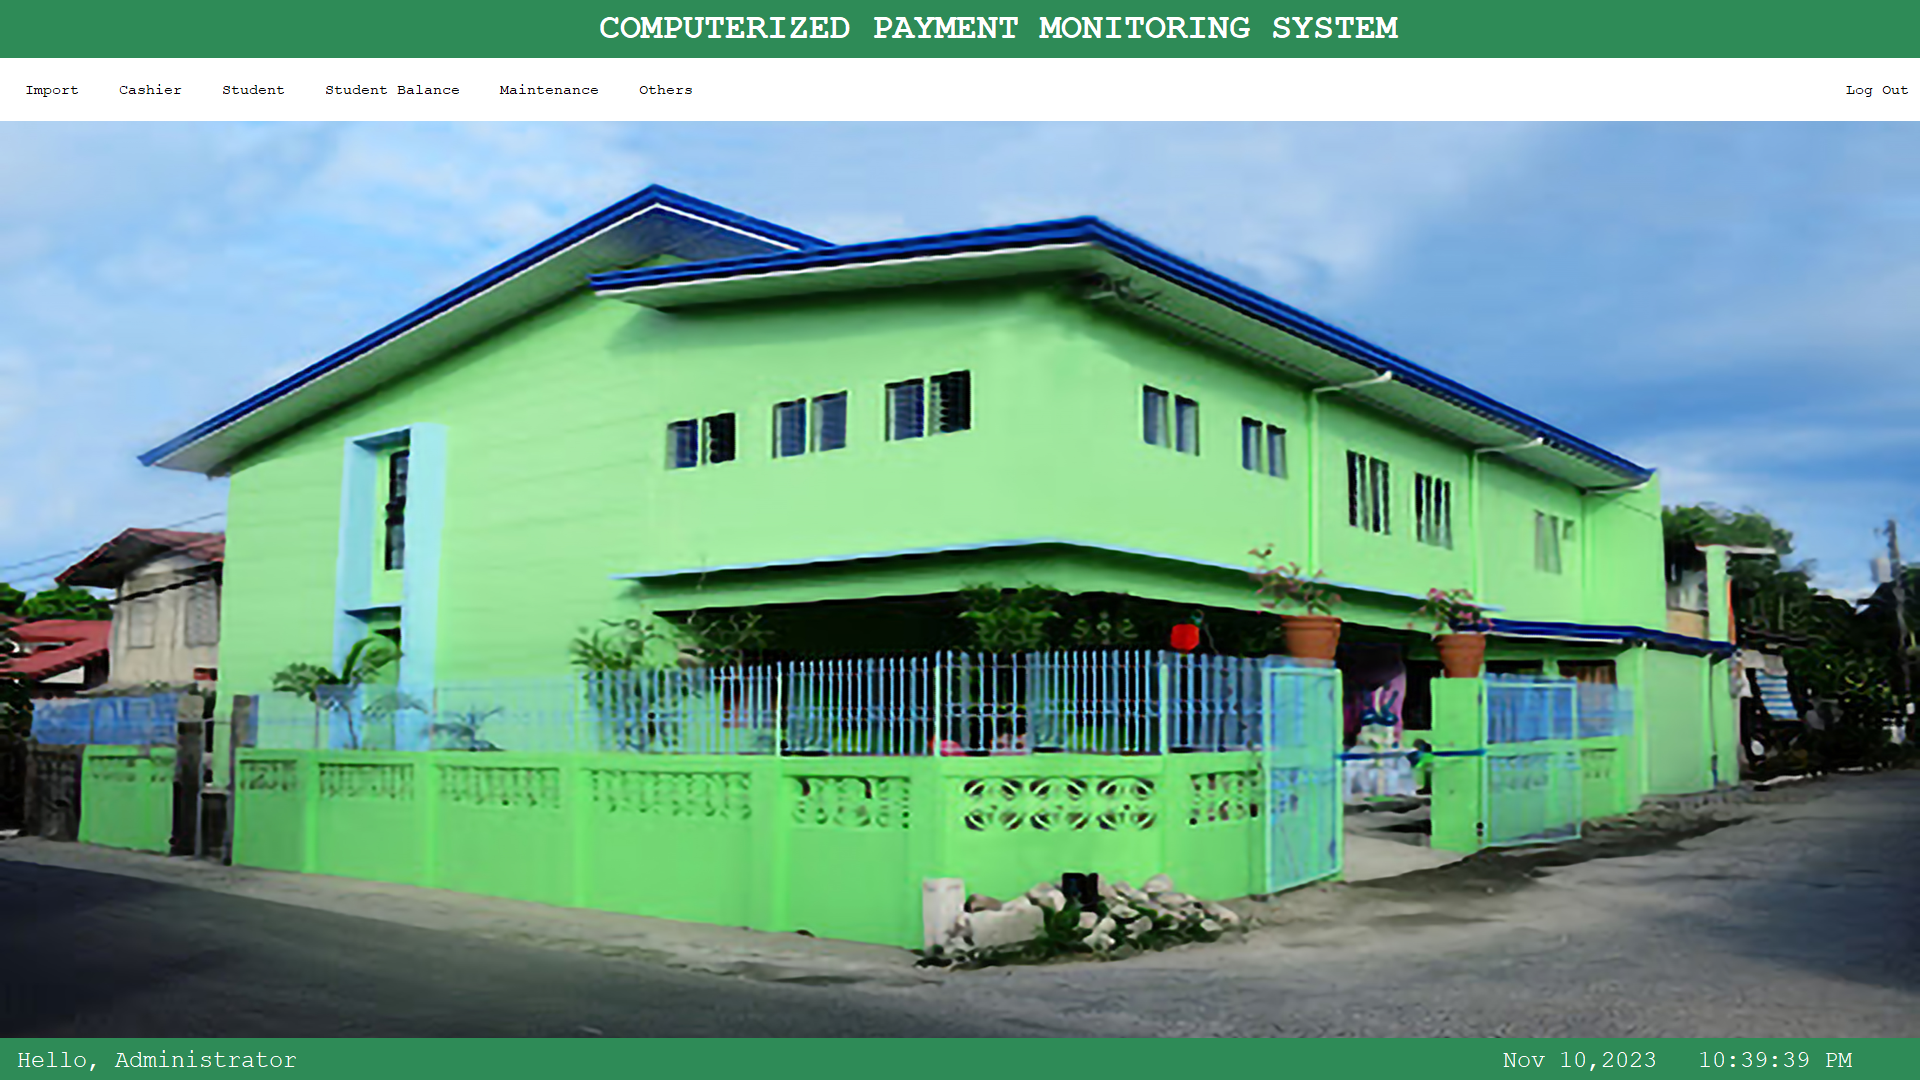 COMPUTERIZED PAYMENT MONITORING SYSTEM
Import Cashier Student Student Balance Maintenance Others Log Out
Hello, Administrator Nov 10,2023 10:39:39 PM